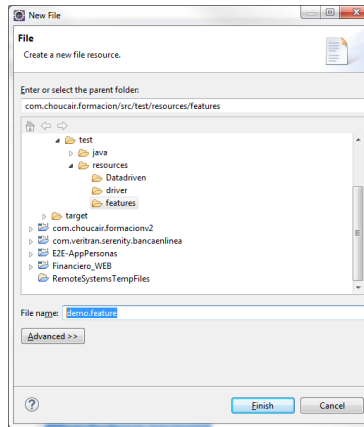 New File
File
Create a new file resource.
Enter or select the parent folder:
com.choucair.formacion/src/test/resources/features
test
java
resources
Datadriven
driver
features
target
com.choucair.formacionv2
com.veritran.serenity.bancaenlinea
E2E-AppPersonas
Financiero_WEB
RemoteSystemsTempFiles
File name: demo.feature
Advanced >>
? Finish Cancel